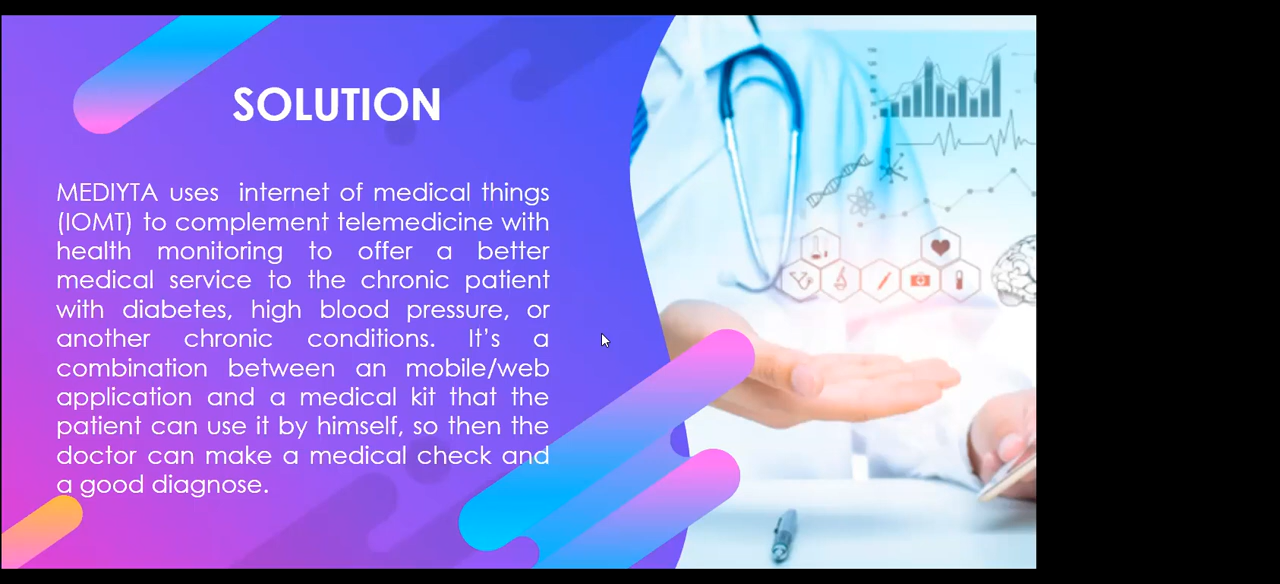 SOLUTION
MEDIYTA uses internet of medical things
(IOMT) to complement telemedicine with
health monitoring to offer a better
medical service to the chronic patient
with diabetes, high blood pressure, or
another chronic conditions. It's a
combination between an mobile/web
application and a medical kit that the
patient can use it by himself, so then the
doctor can make a medical check and
a good diagnose.